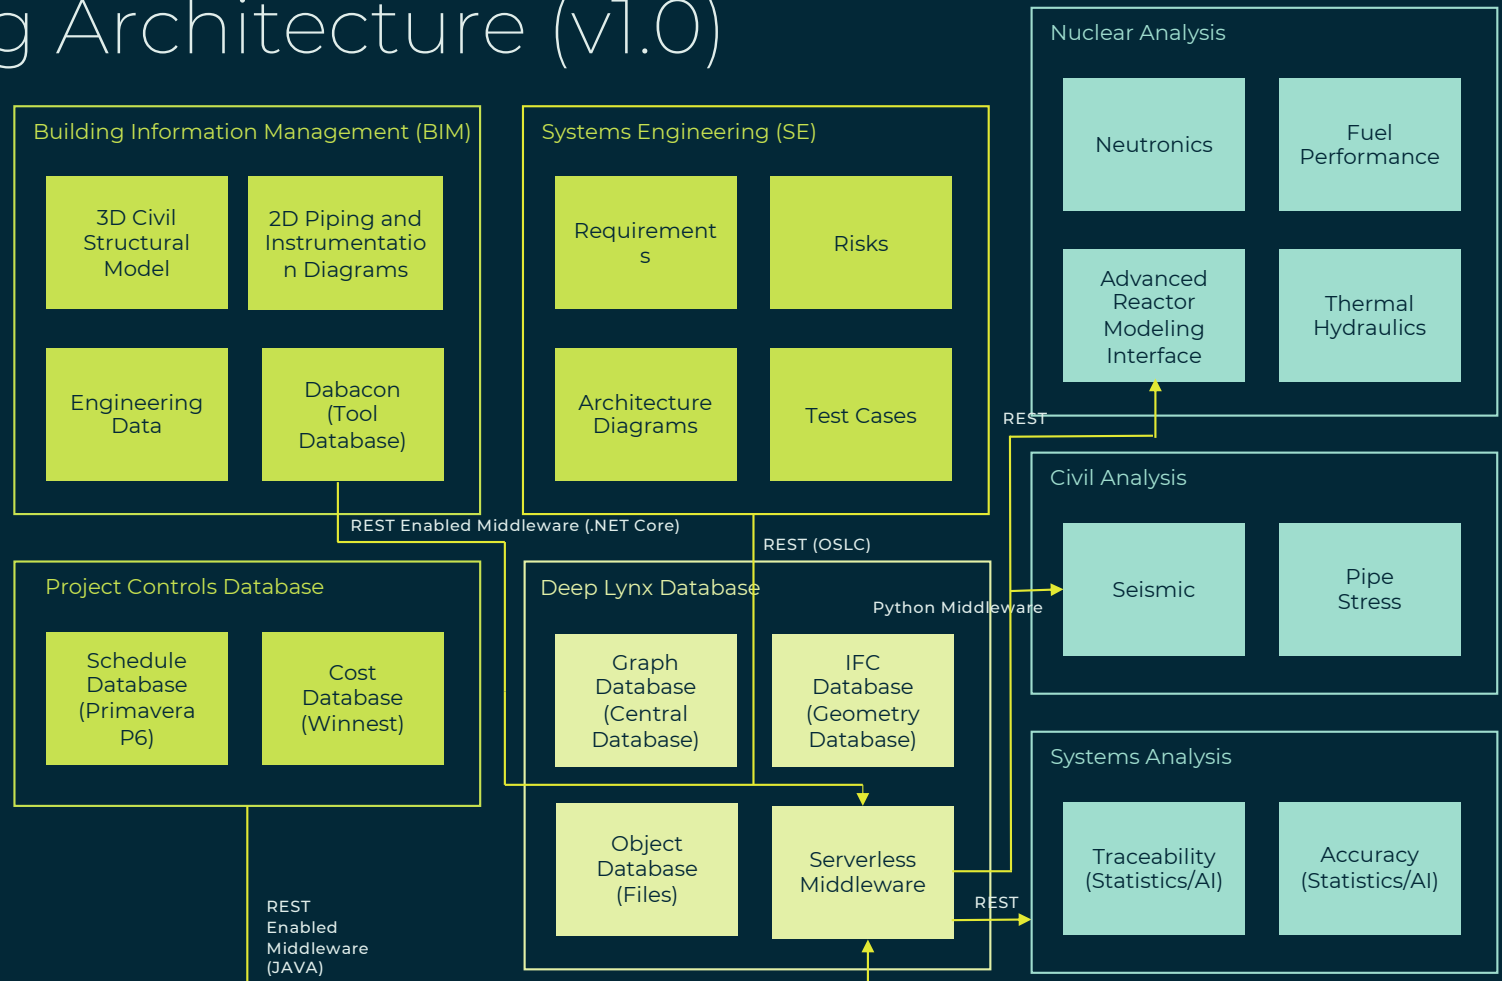 g Architecture (v1.0)
Building Information Management (BIM)
3D Civil
Structural
Model
2D Piping and
Instrumentatio
n Diagrams
Engineering
Data
Dabacon
(Tool
Database)
REST Enabled Middleware (.NET Core)
Systems Engineering (SE)
Requirement
s
Risks
Architecture
Diagrams
Test Cases
REST (OSLC)
Project Controls Database
Schedule
Database
(Primavera
P6)
Cost
Database
(Winnest)
REST
Enabled
Middleware
(JAVA)
Deep Lynx Database
Graph
Database
(Central
Database)
IFC
Database
(Geometry
Database)
Object
Database
(Files)
Serverless
Middleware
REST
Python Middleware
REST
Nuclear Analysis
Neutronics
Fuel
Performance
Advanced
Reactor
Modeling
Interface
Thermal
Hydraulics
Civil Analysis
Seismic
Pipe
Stress
Systems Analysis
Traceability
(Statistics/AI)
Accuracy
(Statistics/AI)